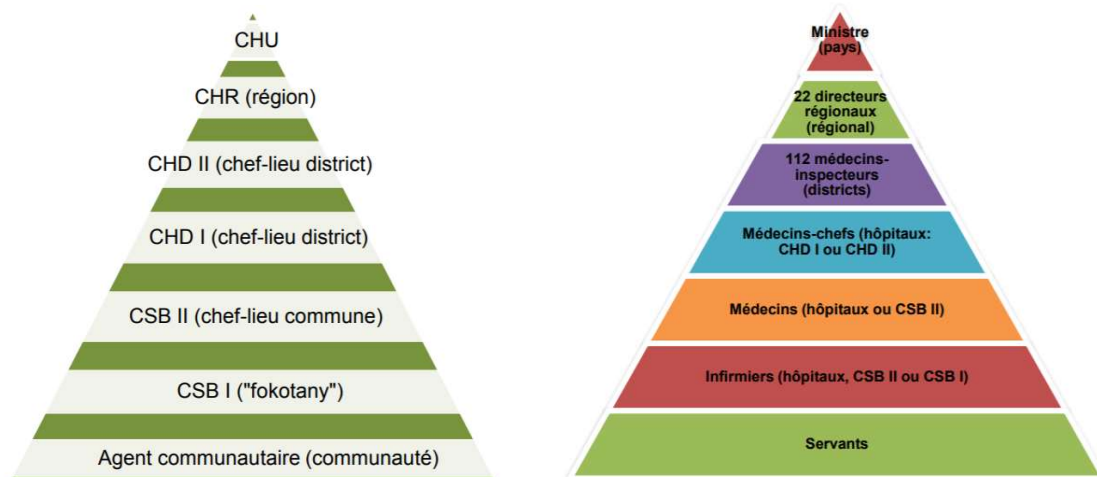 CHU
CHR (région)
CHD II (chef-lieu district)
CHD I (chef-lieu district)
CSB II (chef-lieu commune)
CSB I ("fokotany")
Agent communautaire (communauté)
Ministre
(pays)
22 directeurs
régionaux
(régional)
112 médecins-
inspecteurs
(districts)
Médecins-chefs (hôpitaux:
CHD I ou CHD II)
Médecins (hôpitaux ou CSB II)
Infirmiers (hôpitaux, CSB II ou CSB I)
Servants